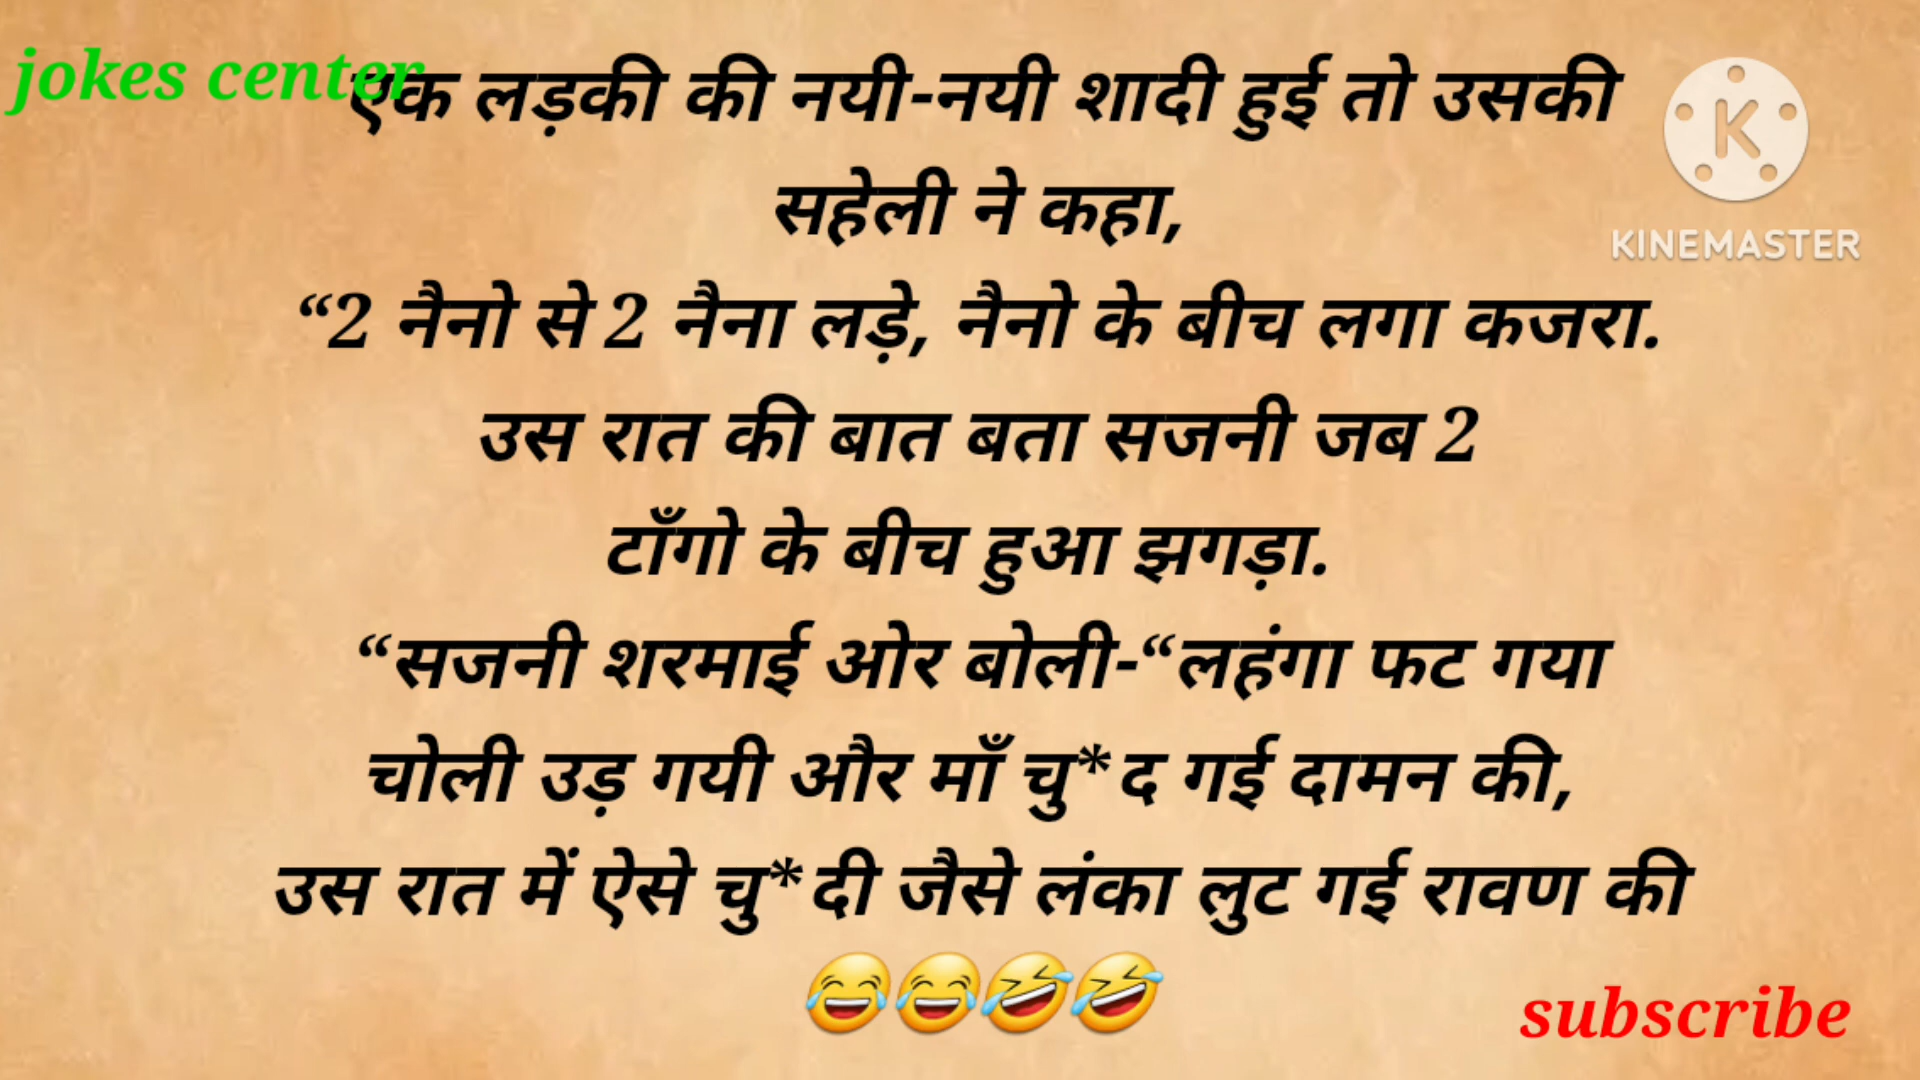 jokes center
एक लड़की की नयी-नयी शादी हुई तो उसकी
सहेली ने कहा,
“2 नैनो से 2 नैना लड़े, नैनो के बीच लगा कजरा.
उस रात की बात बता सजनी जब 2
टाँगो के बीच हुआ झगड़ा.
“सजनी शरमाई ओर बोली-“लहंगा फट गया
चोली उड़ गयी और माँ चु*द गई दामन की,
उस रात में ऐसे चु*दी जैसे लंका लुट गई रावण की
😂😂🤣🤣
K
KINEMASTER
subscribe